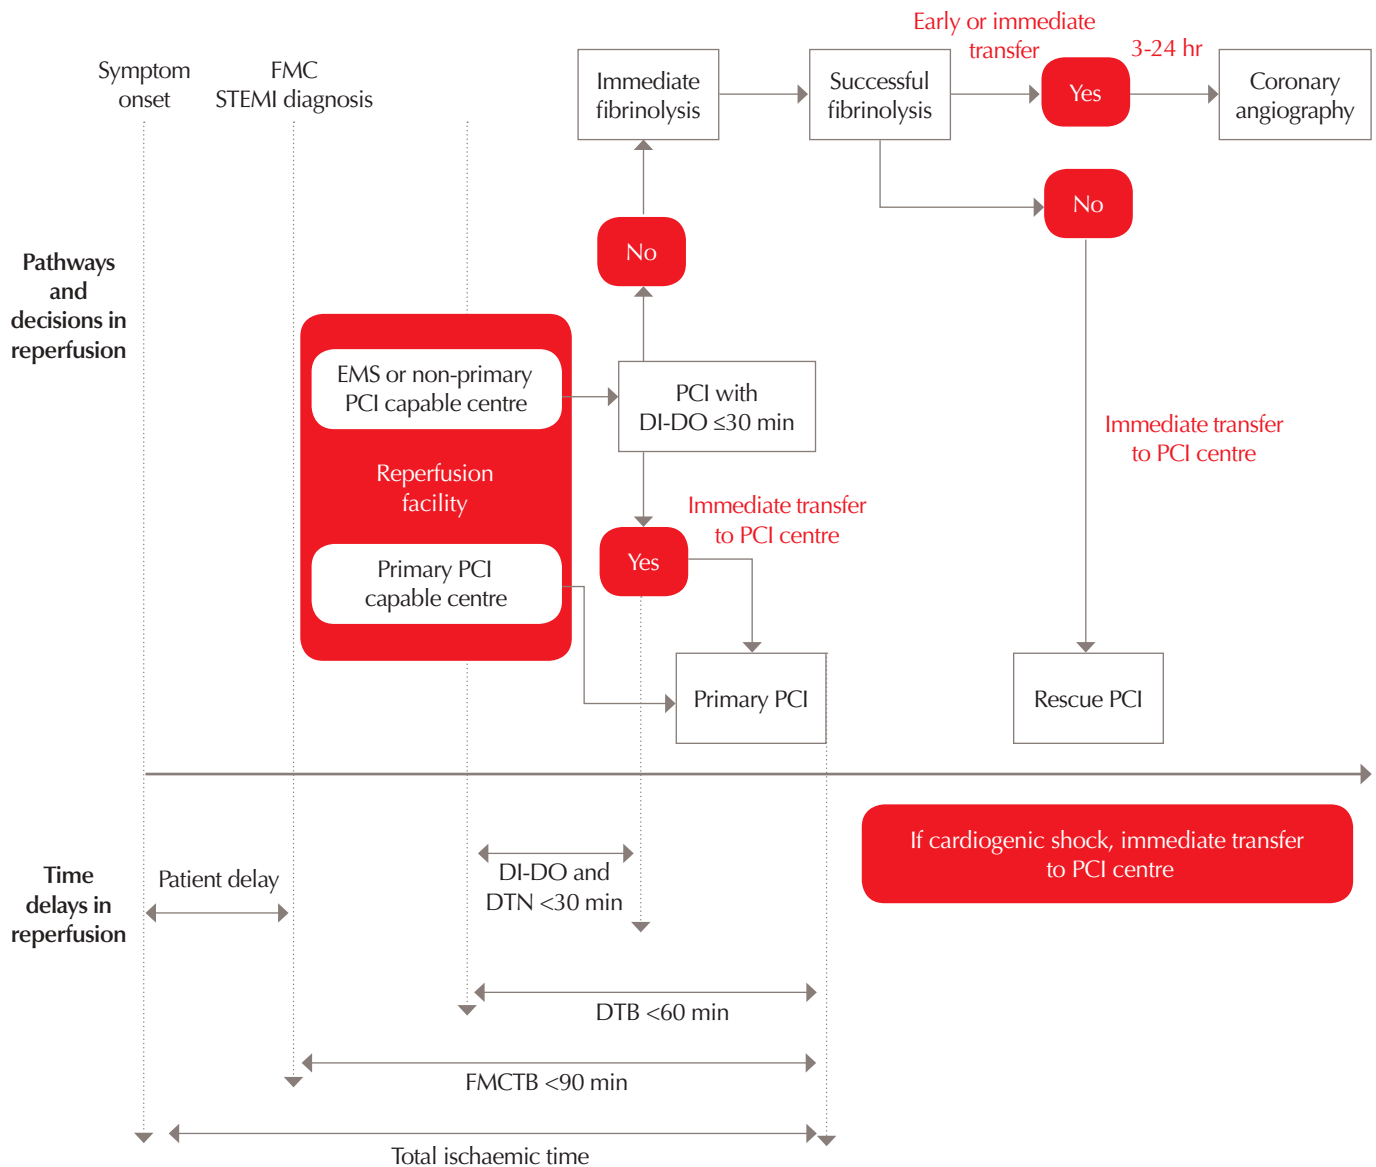 Early or immediate
transfer
3-24 hr
Symptom
onset
FMC
STEMI diagnosis
Immediate
fibrinolysis
Successful
fibrinolysis
Yes
Coronary
angiography
No
No
Pathways
and
decisions in
reperfusion
EMS or non-primary
PCI capable centre
PCI with
DI-DO ≤30 min
Reperfusion
facility
Immediate transfer
to PCI centre
Immediate transfer
to PCI centre
Primary PCI
capable centre
Yes
Primary PCI
Rescue PCI
If cardiogenic shock, immediate transfer
to PCI centre
Time
delays in
reperfusion
Patient delay
DI-DO and
DTN <30 min
DTB <60 min
FMCTB <90 min
Total ischaemic time